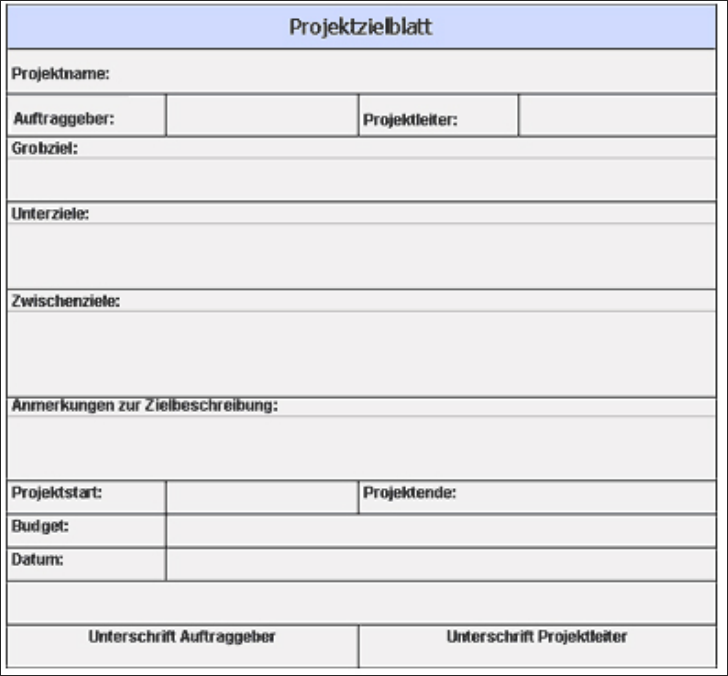 Projektzielblatt
Projektname:
Auftraggeber: Projektleiter:
Grobziel:
Unterziele:
Zwischenziele:
Anmerkungen zur Zielbeschreibung:
Projektstart: Projektende:
Budget:
Datum:
Unterschrift Auftraggeber Unterschrift Projektleiter